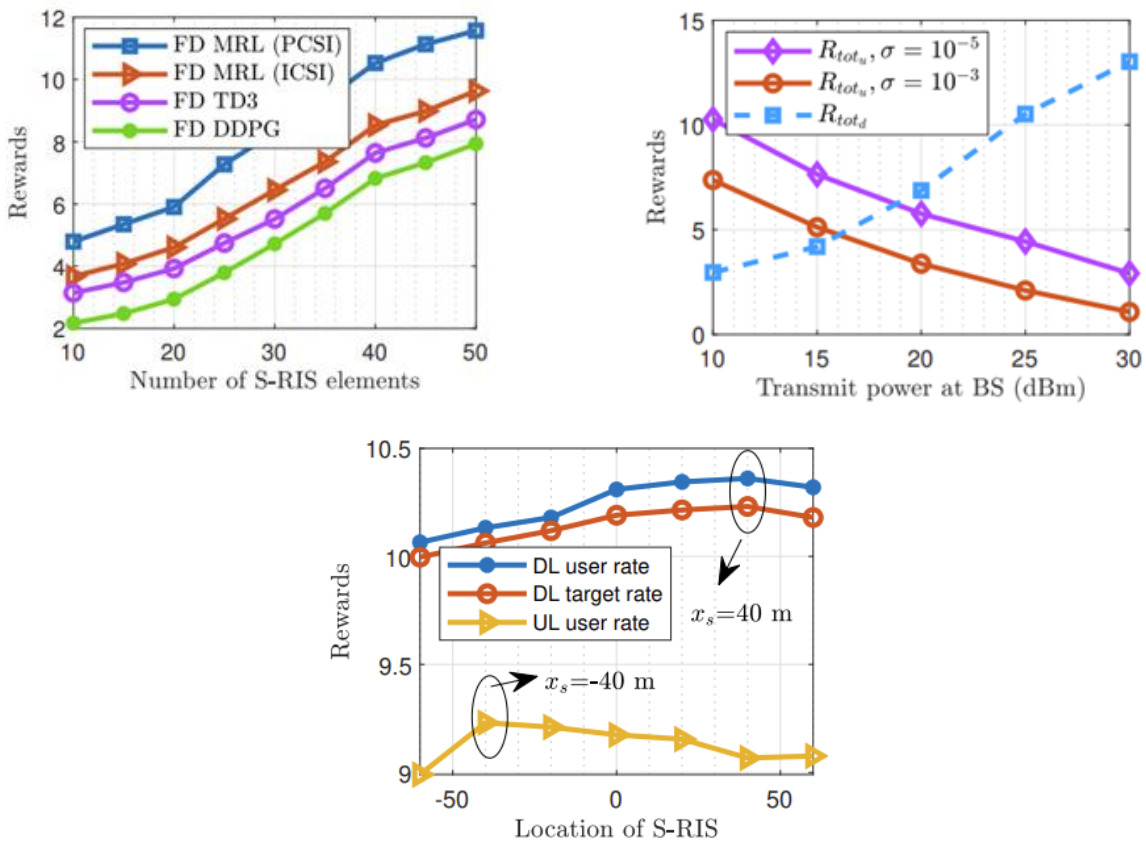 12
10
8
6
4
2
Rewards
FD MRL (PCSI)
FD MRL (ICSI)
FD TD3
FD DDPG
10 20 30 40 50
Number of S-RIS elements
15
10
5
0
Rewards
R_{tot_u}, σ = 10^{-5}
R_{tot_u}, σ = 10^{-3}
R_{tot_d}
10 15 20 25 30
Transmit power at BS (dBm)
10.5
10
9.5
9
Rewards
DL user rate
DL target rate
UL user rate
x_s=40 m
x_s=-40 m
-50 0 50
Location of S-RIS